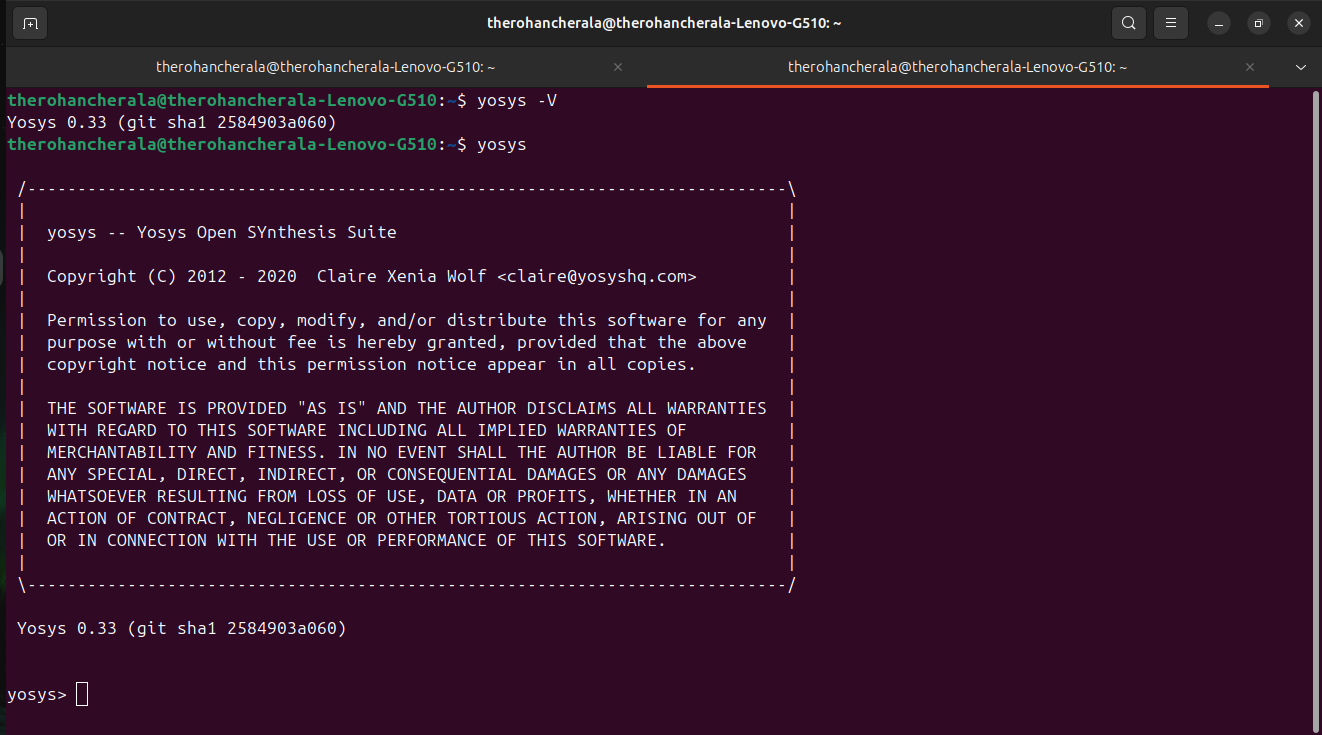 therohancherala@therohancherala-Lenovo-G510: ~
therohancherala@therohancherala-Lenovo-G510: ~
therohancherala@therohancherala-Lenovo-G510: ~
therohancherala@therohancherala-Lenovo-G510:~$ yosys -V
Yosys 0.33 (git sha1 2584903a060)
therohancherala@therohancherala-Lenovo-G510:~$ yosys
/----------------------------------------------------------------------------\
|                                                                            |
|  yosys -- Yosys Open SYnthesis Suite                                       |
|                                                                            |
|  Copyright (C) 2012 - 2020  Claire Xenia Wolf <claire@yosyshq.com>         |
|                                                                            |
|  Permission to use, copy, modify, and/or distribute this software for any  |
|  purpose with or without fee is hereby granted, provided that the above    |
|  copyright notice and this permission notice appear in all copies.         |
|                                                                            |
|  THE SOFTWARE IS PROVIDED "AS IS" AND THE AUTHOR DISCLAIMS ALL WARRANTIES  |
|  WITH REGARD TO THIS SOFTWARE INCLUDING ALL IMPLIED WARRANTIES OF          |
|  MERCHANTABILITY AND FITNESS. IN NO EVENT SHALL THE AUTHOR BE LIABLE FOR   |
|  ANY SPECIAL, DIRECT, INDIRECT, OR CONSEQUENTIAL DAMAGES OR ANY DAMAGES    |
|  WHATSOEVER RESULTING FROM LOSS OF USE, DATA OR PROFITS, WHETHER IN AN     |
|  ACTION OF CONTRACT, NEGLIGENCE OR OTHER TORTIOUS ACTION, ARISING OUT OF   |
|  OR IN CONNECTION WITH THE USE OR PERFORMANCE OF THIS SOFTWARE.            |
|                                                                            |
\----------------------------------------------------------------------------/
Yosys 0.33 (git sha1 2584903a060)
yosys>